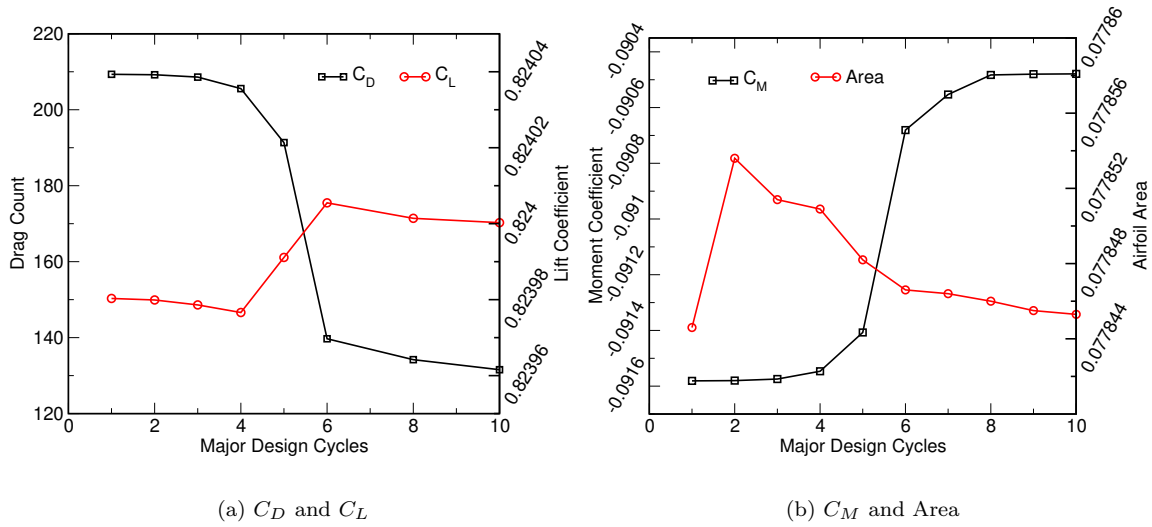 220
200
180
160
140
120
Drag Count
0
2
4
6
8
10
Major Design Cycles
C_D
C_L
0.82404
0.82402
0.824
0.82398
0.82396
Lift Coefficient
(a) C_D and C_L
-0.0904
-0.0906
-0.0908
-0.091
-0.0912
-0.0914
-0.0916
Moment Coefficient
0
2
4
6
8
10
Major Design Cycles
C_M
Area
0.07786
0.077856
0.077852
0.077848
0.077844
Airfoil Area
(b) C_M and Area